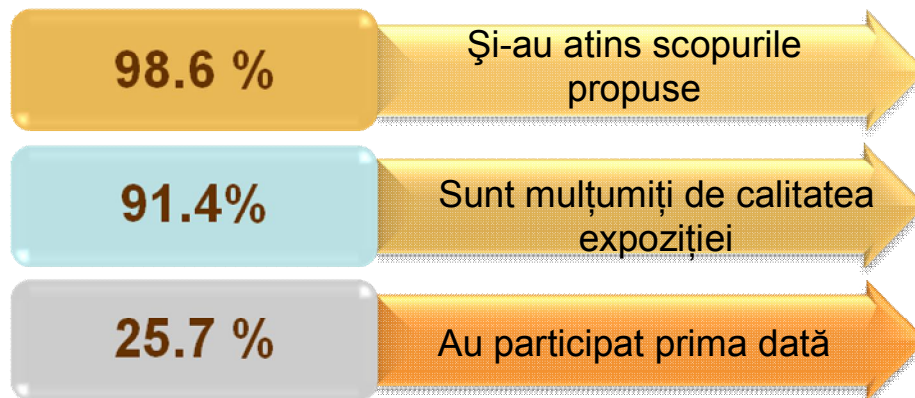 98.6 %
Şi-au atins scopurile
propuse
91.4%
Sunt mulțumiți de calitatea
expoziției
25.7 %
Au participat prima dată